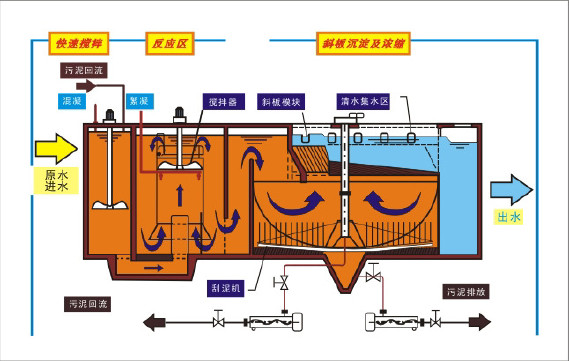 快速搅拌
反应区
斜板沉淀及浓缩
污泥回流
混凝
絮凝
搅拌器
斜板模块
清水集水区
原水
进水
出水
刮泥机
污泥回流
污泥排放